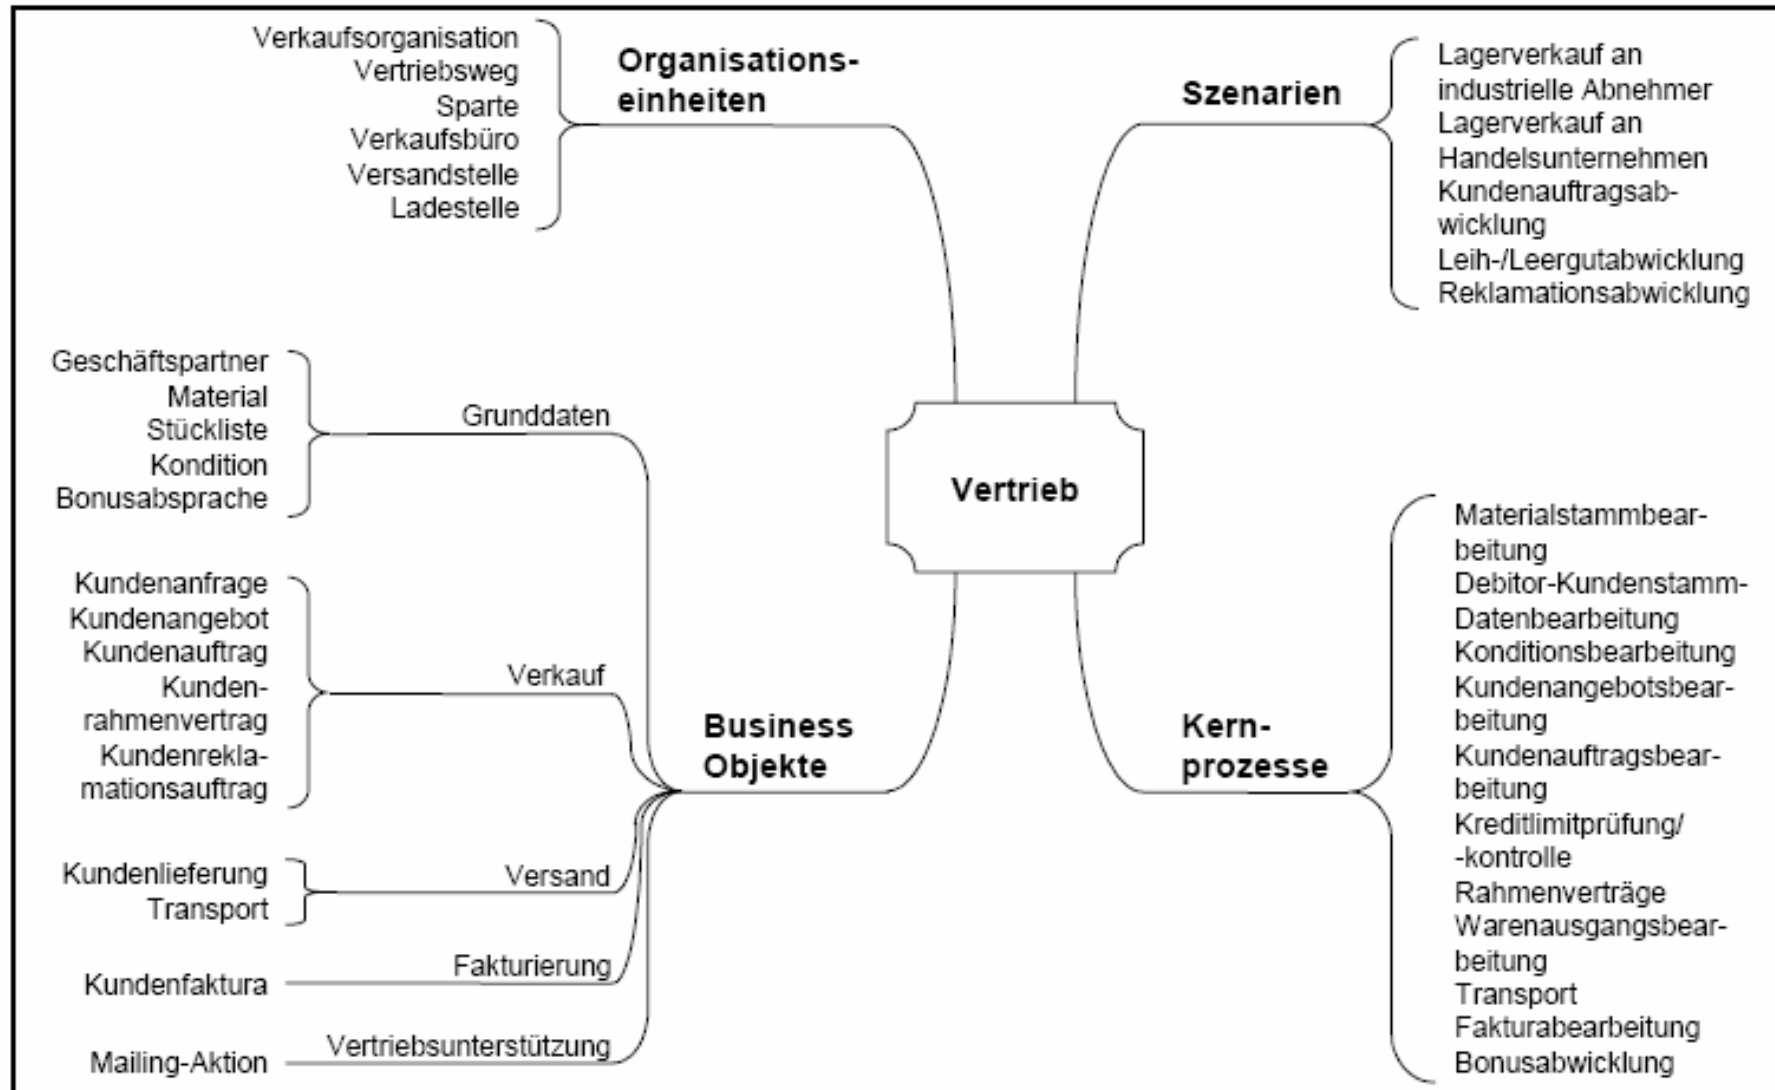 Verkaufsorganisation
Vertriebsweg
Sparte
Verkaufsbüro
Versandstelle
Ladestelle
Organisations-
einheiten
Szenarien
Lagerverkauf an
industrielle Abnehmer
Lagerverkauf an
Handelsunternehmen
Kundenauftragsab-
wicklung
Leih-/Leergutabwicklung
Reklamationsabwicklung
Geschäftspartner
Material
Stückliste
Kondition
Bonusabsprache
Grunddaten
Vertrieb
Kundenanfrage
Kundenangebot
Kundenauftrag
Kunden-
rahmenvertrag
Kundenrekla-
mationsauftrag
Verkauf
Business
Objekte
Kern-
prozesse
Materialstammbear-
beitung
Debitor-Kundenstamm-
Datenbearbeitung
Konditionsbearbeitung
Kundenangebotsbear-
beitung
Kundenauftragsbear-
beitung
Kreditlimitprüfung/
-kontrolle
Rahmenverträge
Warenausgangsbear-
beitung
Transport
Fakturabearbeitung
Bonusabwicklung
Kundenlieferung
Transport
Versand
Kundenfaktura
Fakturierung
Mailing-Aktion
Vertriebsunterstützung